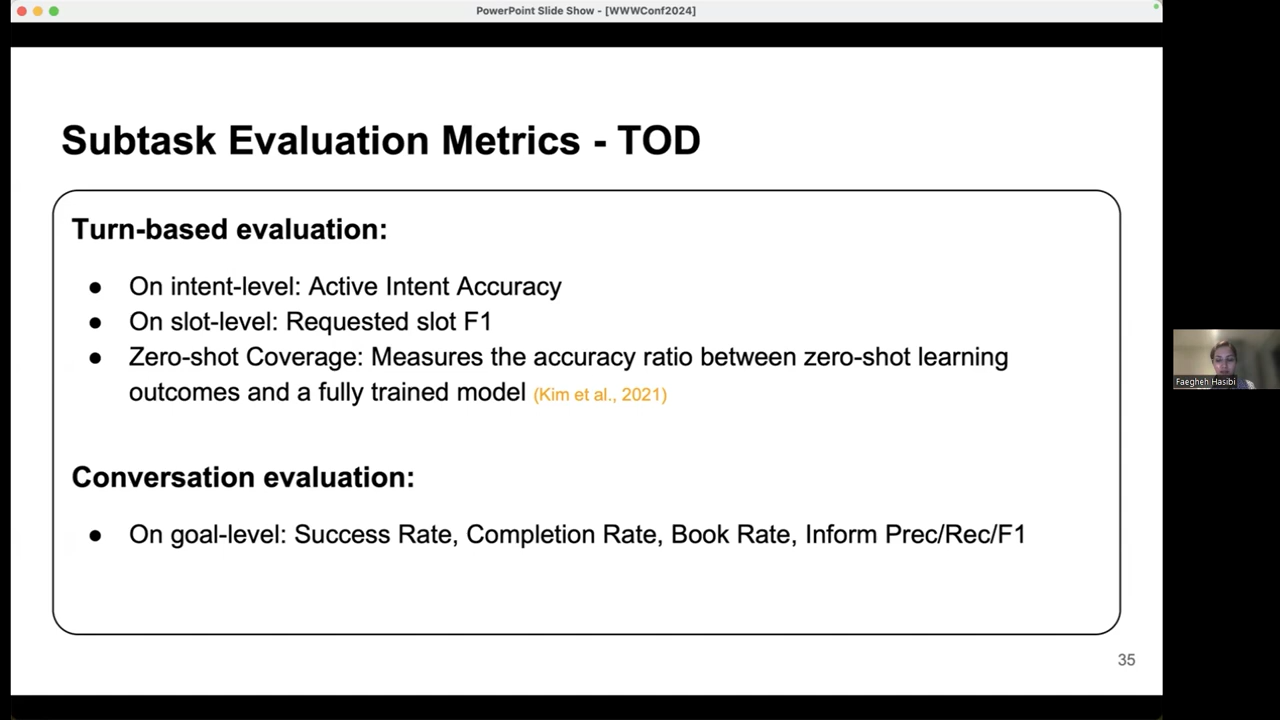 PowerPoint Slide Show - [WWWConf2024]
Subtask Evaluation Metrics - TOD
Turn-based evaluation:
● On intent-level: Active Intent Accuracy
● On slot-level: Requested slot F1
● Zero-shot Coverage: Measures the accuracy ratio between zero-shot learning
outcomes and a fully trained model (Kim et al., 2021)
Conversation evaluation:
● On goal-level: Success Rate, Completion Rate, Book Rate, Inform Prec/Rec/F1
35
Faegheh Hasibi